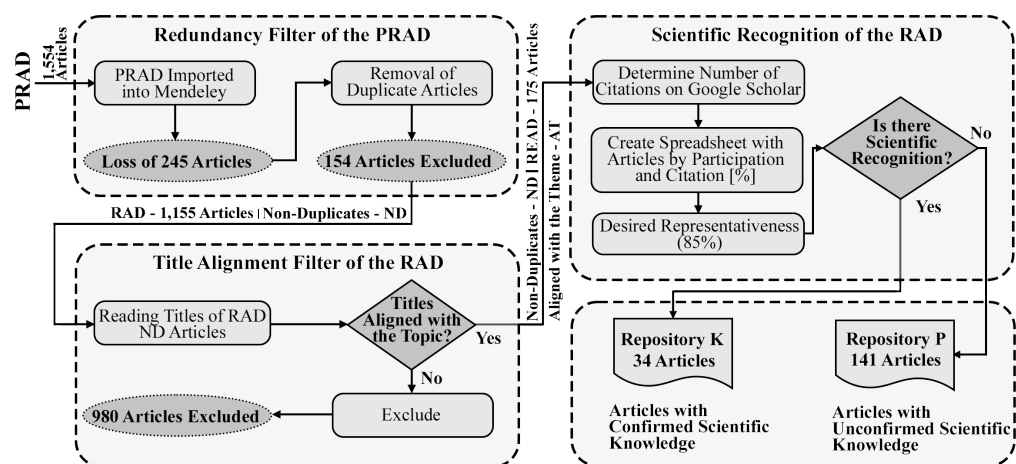 PRAD
1,554
Articles
Redundancy Filter of the PRAD
PRAD Imported
into Mendeley
Removal of
Duplicate Articles
Loss of 245 Articles
154 Articles Excluded
RAD - 1,155 Articles | Non-Duplicates - ND
Title Alignment Filter of the RAD
Reading Titles of RAD
ND Articles
Titles
Aligned with
the Topic?
Yes
No
Exclude
980 Articles Excluded
Non-Duplicates - ND | READ - 175 Articles
Aligned with the Theme - AT
Scientific Recognition of the RAD
Determine Number of
Citations on Google Scholar
Create Spreadsheet with
Articles by Participation
and Citation [%]
Desired Representativeness
(85%)
Is there
Scientific
Recognition?
No
Yes
Repository K
34 Articles
Articles with
Confirmed Scientific
Knowledge
Repository P
141 Articles
Articles with
Unconfirmed Scientific
Knowledge